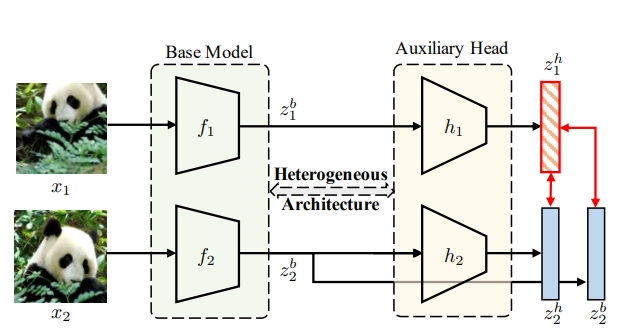 Base Model
Auxiliary Head
z_1^h
f_1
z_1^b
h_1
x_1
Heterogeneous
Architecture
f_2
z_2^b
h_2
x_2
z_2^h
z_2^b